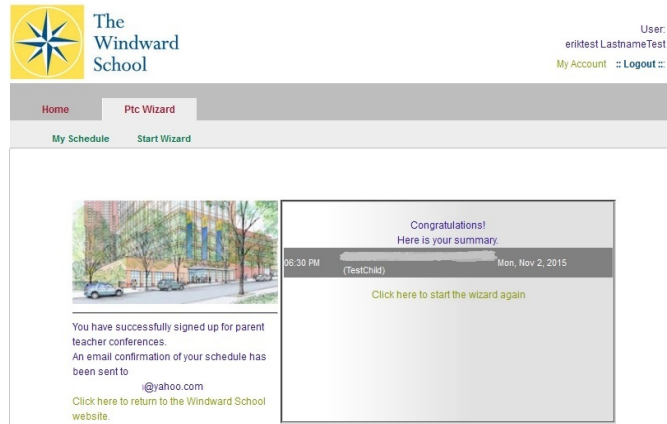 The
Windward
School
User:
eriktest LastnameTest
My Account :: Logout ::
Home Ptc Wizard
My Schedule Start Wizard
Congratulations!
Here is your summary.
06:30 PM Mon, Nov 2, 2015
(TestChild)
Click here to start the wizard again
You have successfully signed up for parent
teacher conferences.
An email confirmation of your schedule has
been sent to
@yahoo.com
Click here to return to the Windward School
website.